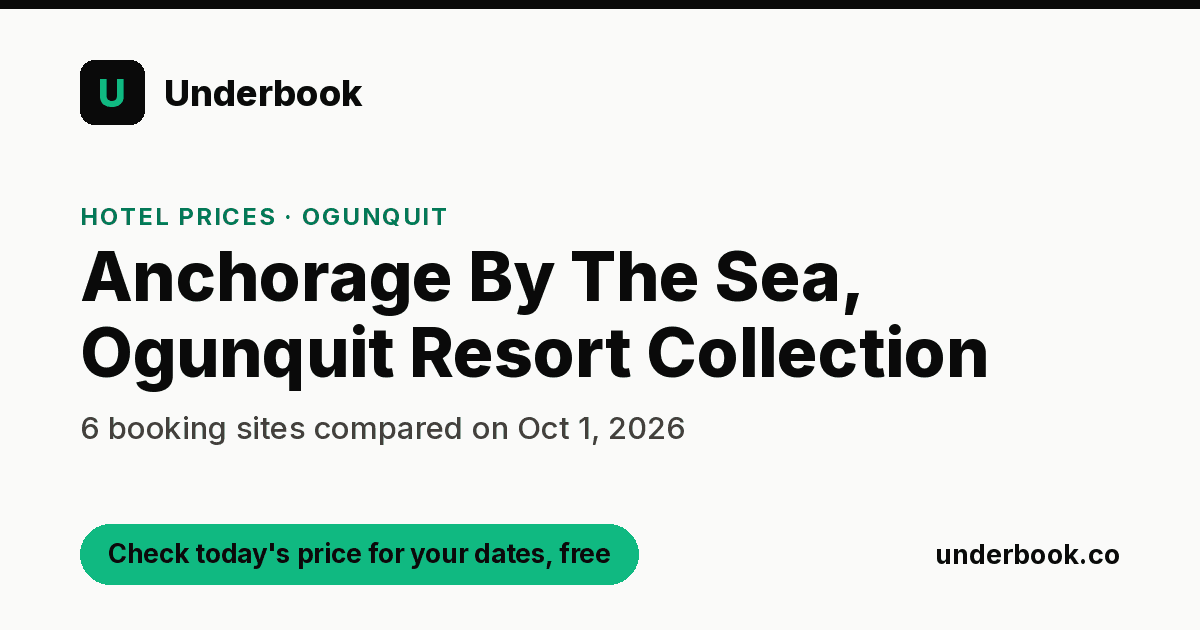 U Underbook
HOTEL PRICES · OGUNQUIT
Anchorage By The Sea,
Ogunquit Resort Collection
6 booking sites compared on Oct 1, 2026
Check today's price for your dates, free
underbook.co